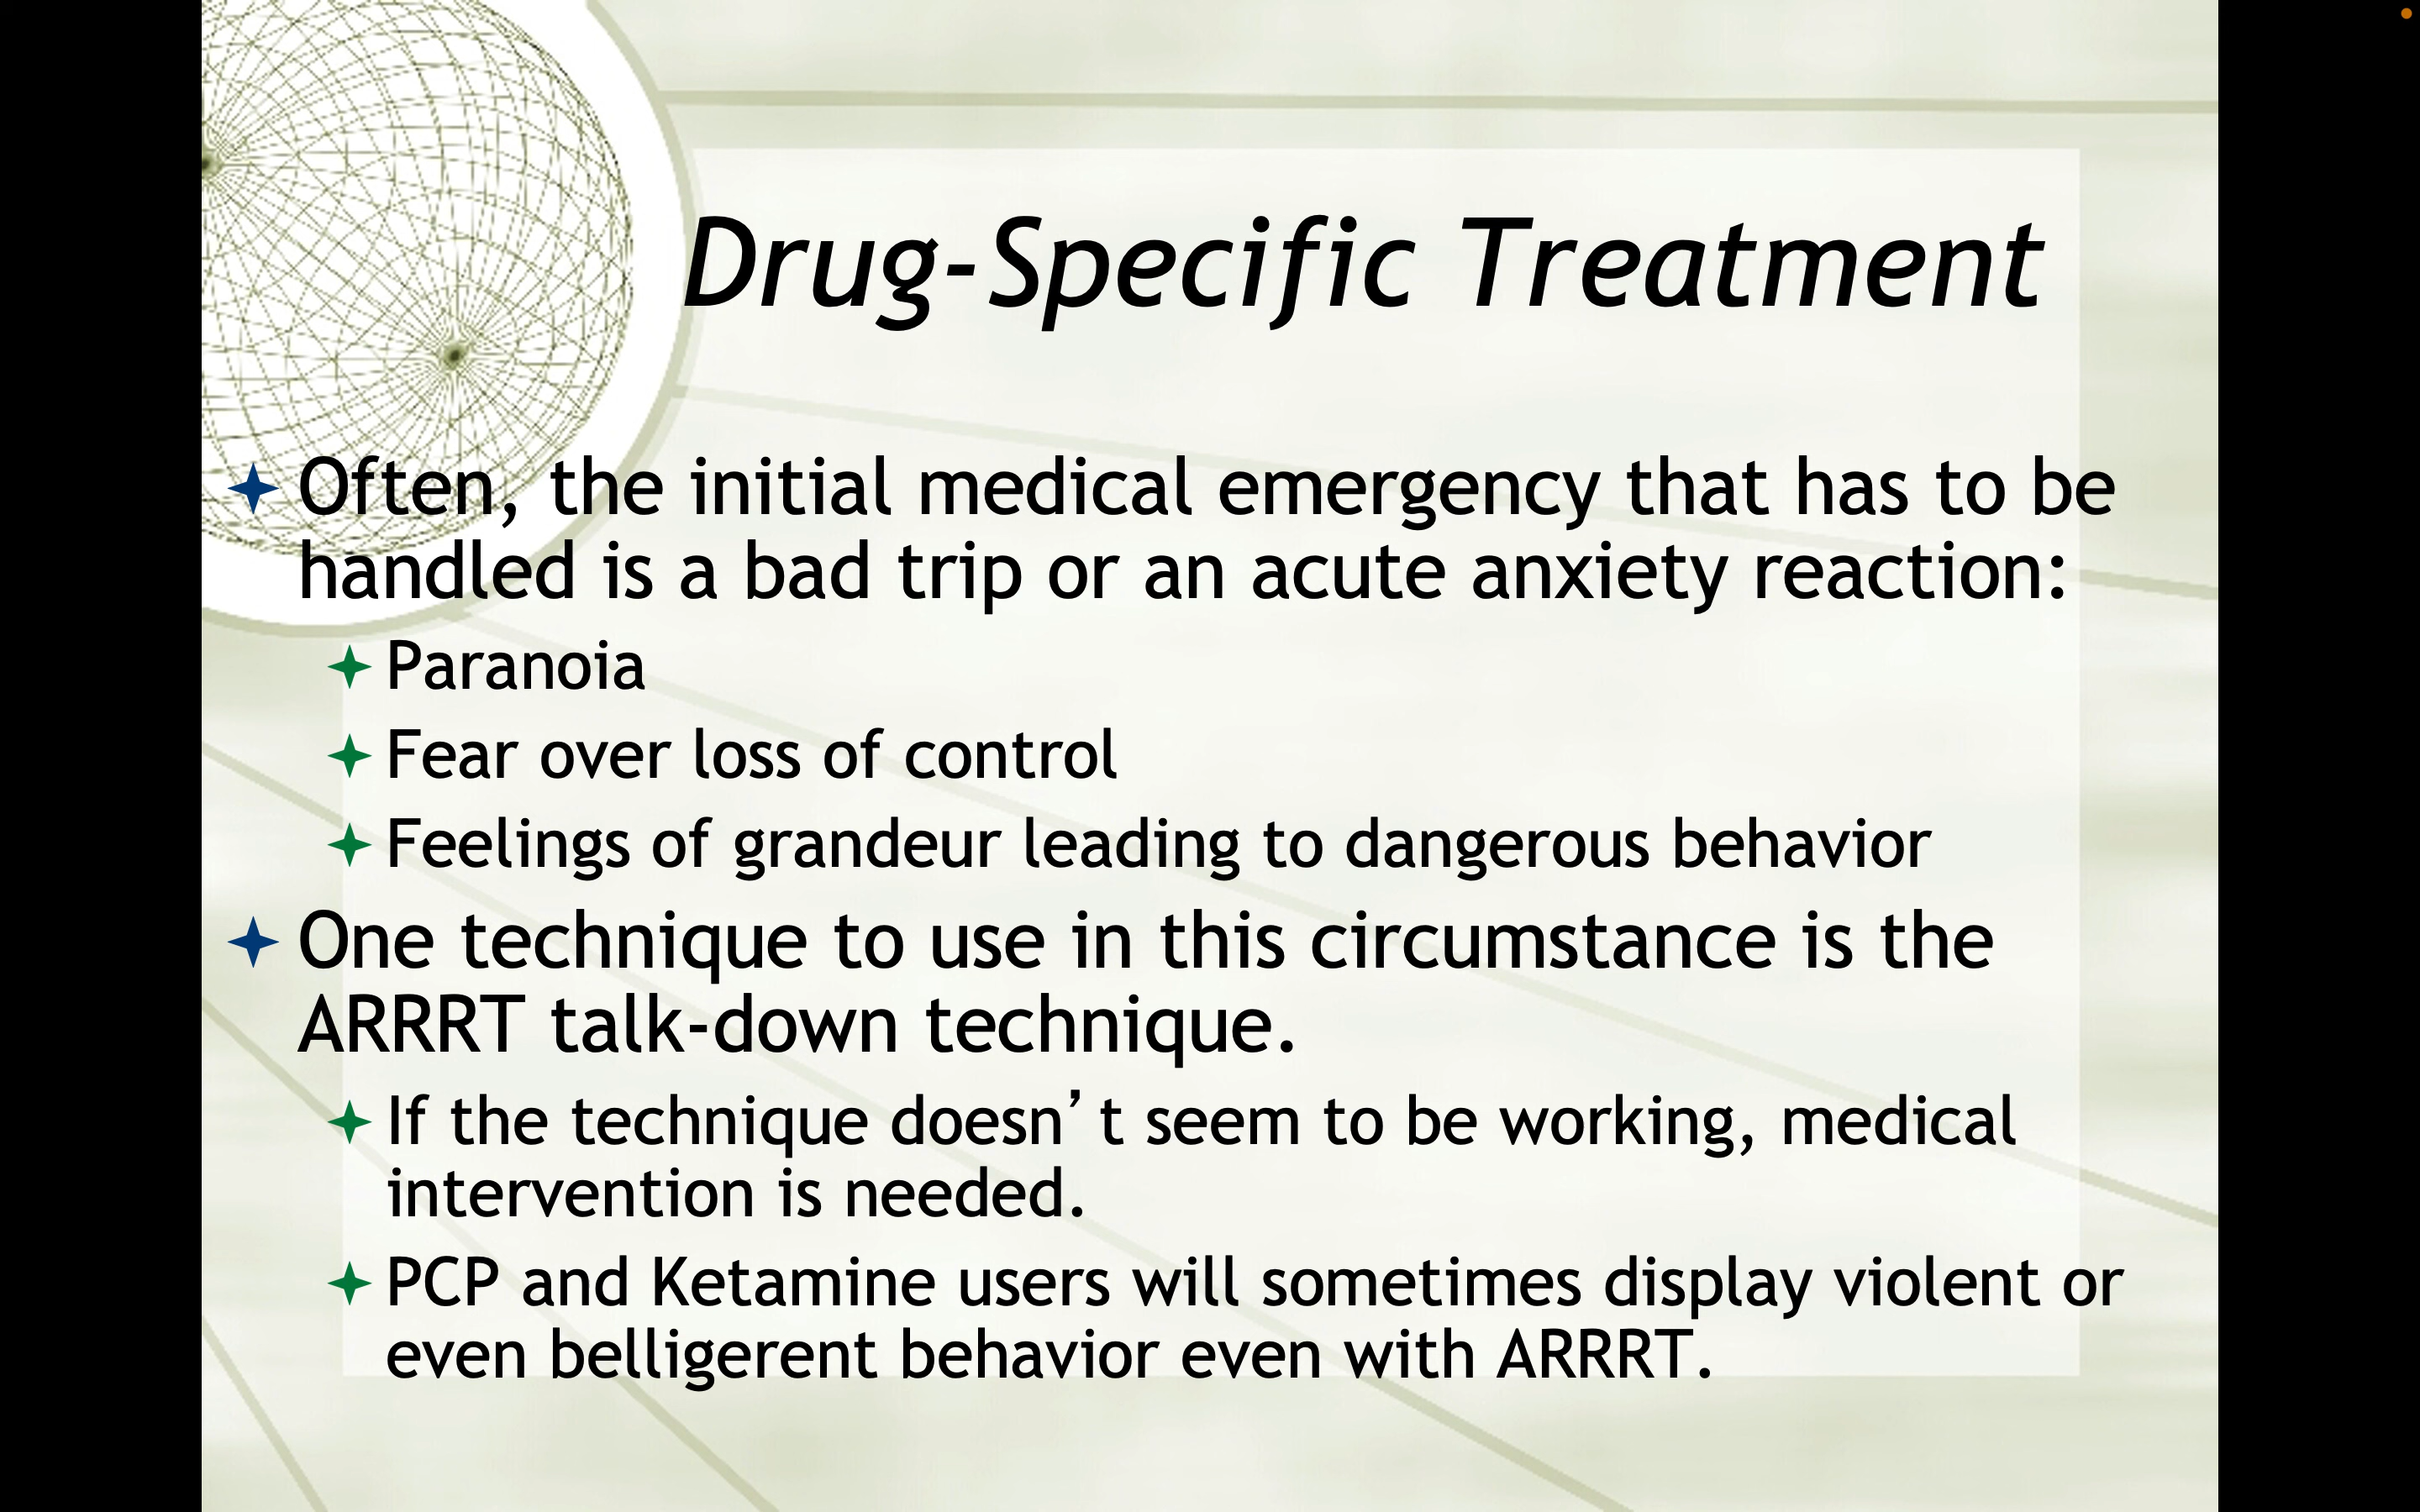 Drug-Specific Treatment
Often, the initial medical emergency that has to be
handled is a bad trip or an acute anxiety reaction:
Paranoia
Fear over loss of control
Feelings of grandeur leading to dangerous behavior
One technique to use in this circumstance is the
ARRRT talk-down technique.
If the technique doesn’t seem to be working, medical
intervention is needed.
PCP and Ketamine users will sometimes display violent or
even belligerent behavior even with ARRRT.